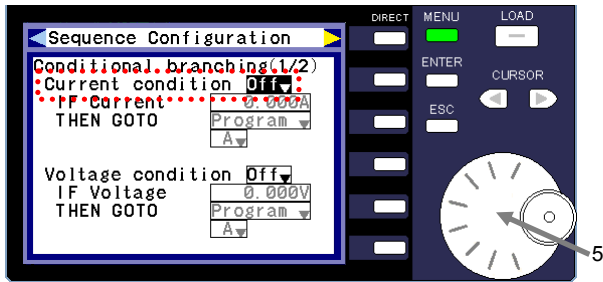 DIRECT MENU LOAD
Sequence Configuration
Conditional branching(1/2)
ENTER
Current condition Off
CURSOR
IF Current 0.000A
ESC
THEN GOTO Program
A
Voltage condition Off
IF Voltage 0.000V
THEN GOTO Program
A
5